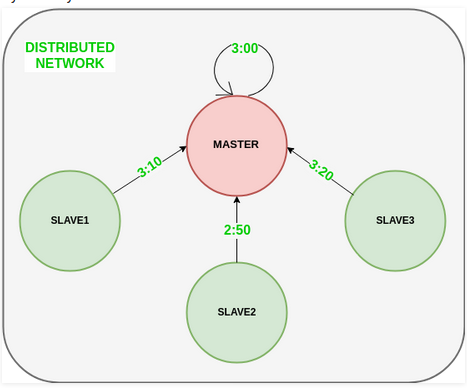 DISTRIBUTED
NETWORK
3:00
MASTER
3:10
3:20
SLAVE1
2:50
SLAVE3
SLAVE2